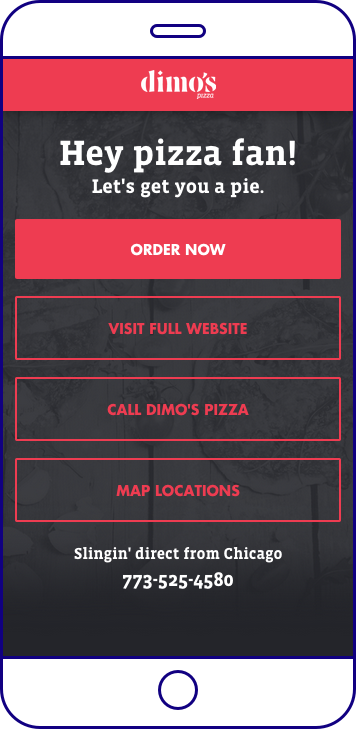 dimo's
pizza
Hey pizza fan!
Let's get you a pie.
ORDER NOW
VISIT FULL WEBSITE
CALL DIMO'S PIZZA
MAP LOCATIONS
Slingin' direct from Chicago
773-525-4580